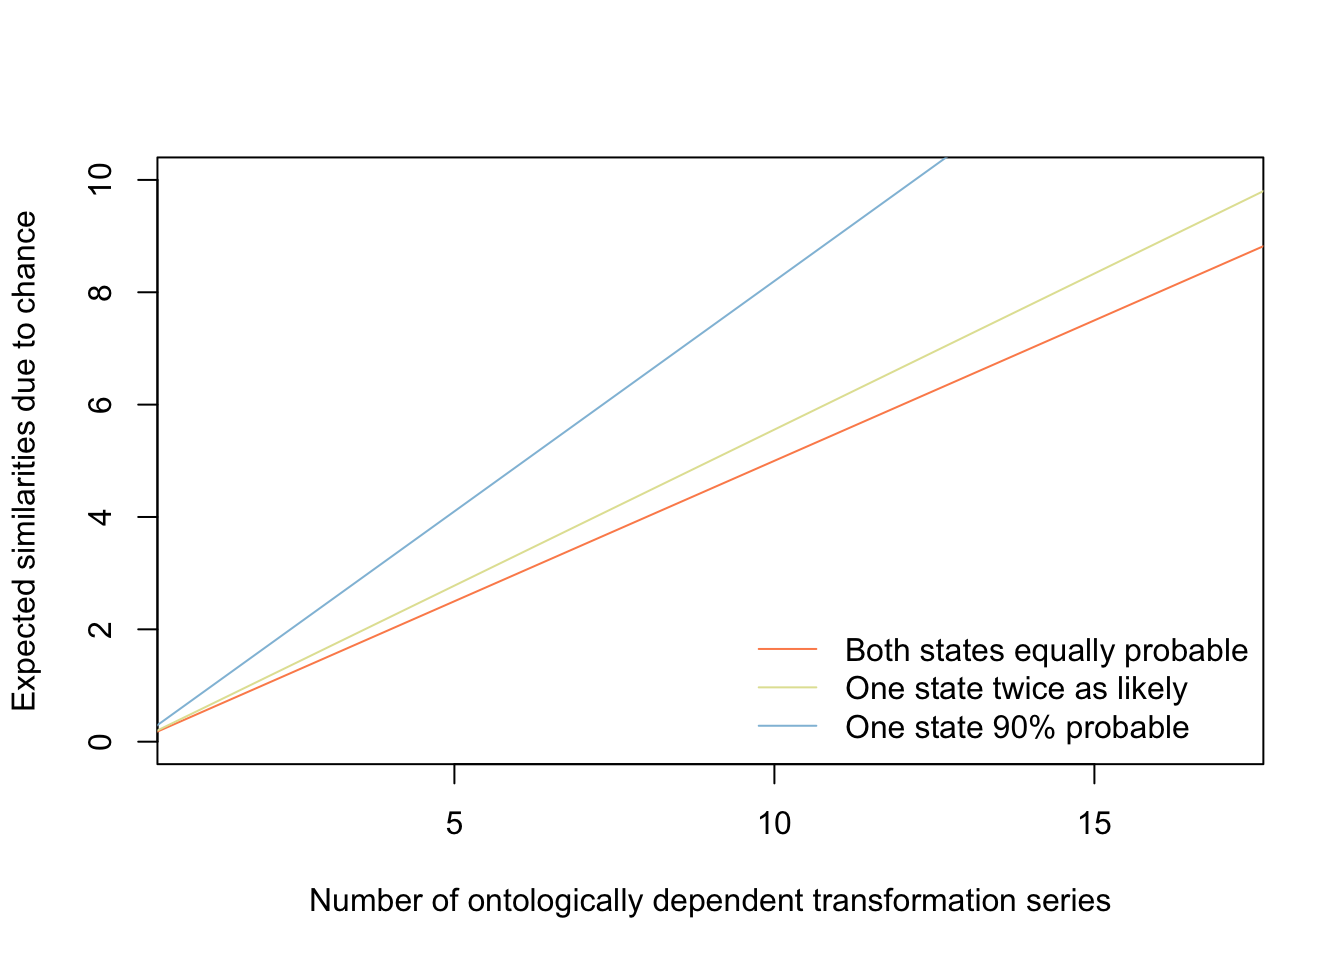 Expected similarities due to chance
10
8
6
4
2
0
Both states equally probable
One state twice as likely
One state 90% probable
5
10
15
Number of ontologically dependent transformation series